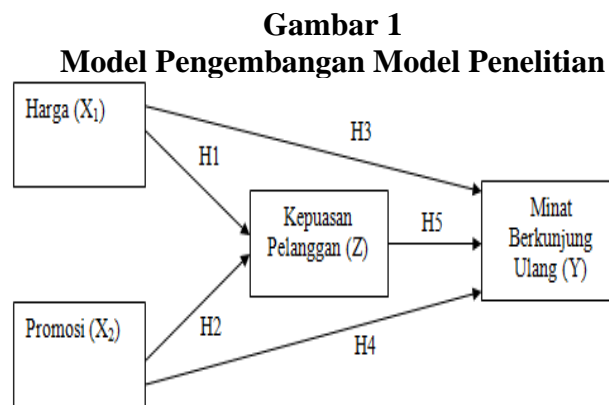 Gambar 1
Model Pengembangan Model Penelitian
Harga (X₁)
H3
H1
Kepuasan
Pelanggan (Z)
H5
Minat
Berkunjung
Ulang (Y)
Promosi (X₂)
H2
H4